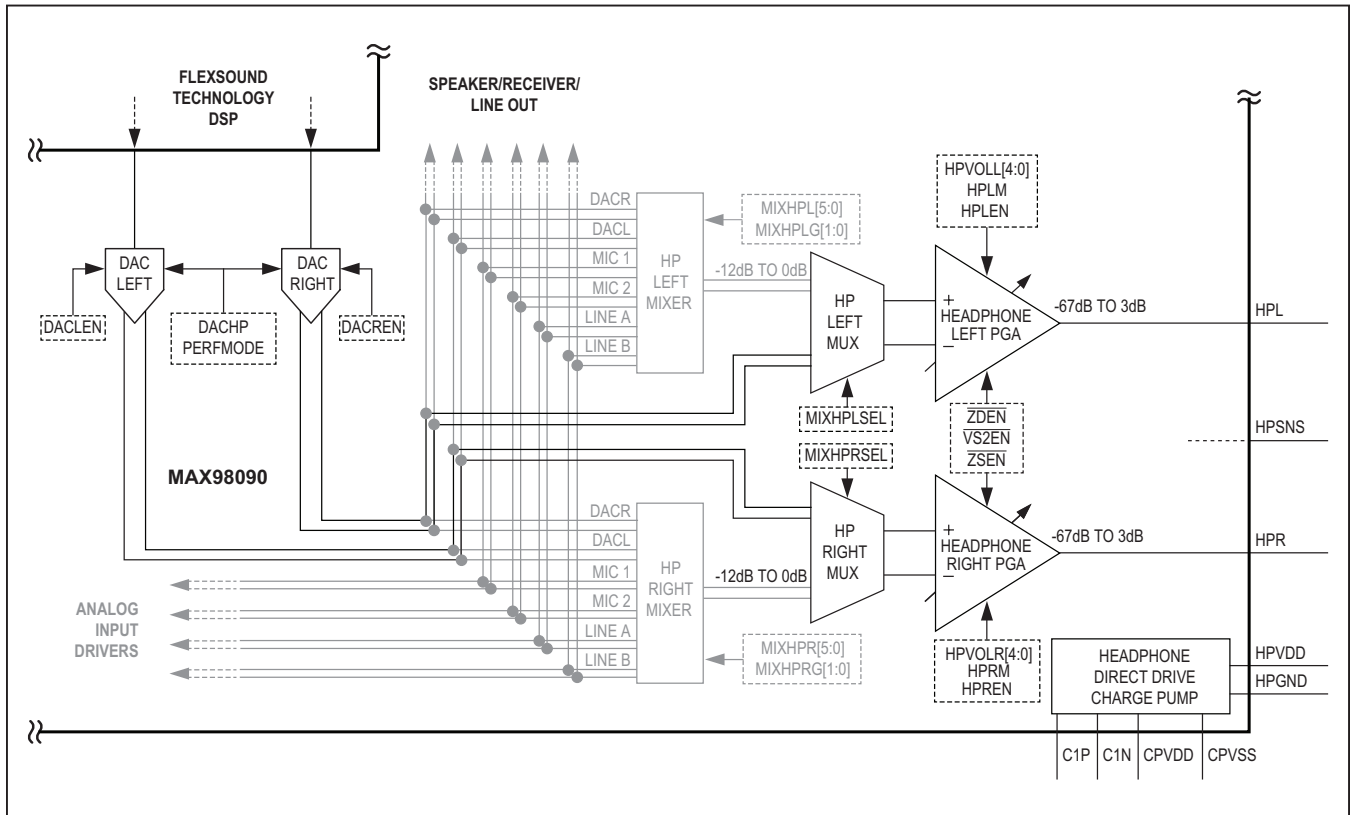 FLEXSOUND
TECHNOLOGY
DSP
SPEAKER/RECEIVER/
LINE OUT
DAC
LEFT
DAC
RIGHT
DACLEN
DACHP
PERFMODE
DACREN
MAX98090
DACR
DACL
MIC 1
MIC 2
LINE A
LINE B
HP
LEFT
MIXER
MIXHPL[5:0]
MIXHPLG[1:0]
-12dB TO 0dB
HP
LEFT
MUX
MIXHPLSEL
HPVOLL[4:0]
HPLM
HPLEN
+
HEADPHONE
LEFT PGA
−
-67dB TO 3dB
HPL
ZDEN
VS2EN
ZSEN
HPSNS
MIXHPRSEL
DACR
DACL
MIC 1
MIC 2
LINE A
LINE B
HP
RIGHT
MIXER
-12dB TO 0dB
MIXHPR[5:0]
MIXHPRG[1:0]
HP
RIGHT
MUX
+
HEADPHONE
RIGHT PGA
−
-67dB TO 3dB
HPR
HPVOLR[4:0]
HPRM
HPREN
ANALOG
INPUT
DRIVERS
HEADPHONE
DIRECT DRIVE
CHARGE PUMP
HPVDD
HPGND
C1P
C1N
CPVDD
CPVSS